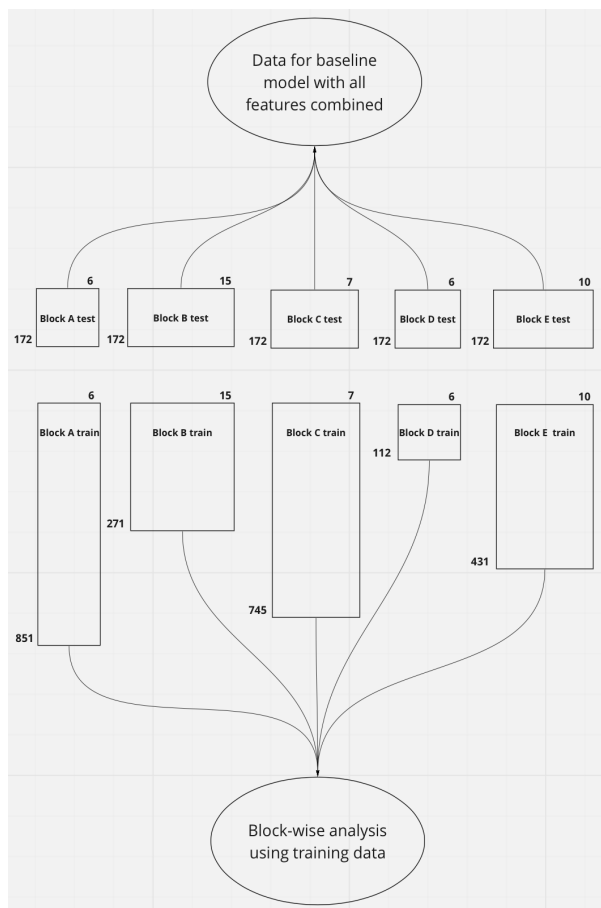 Data for baseline
model with all
features combined
6
15
7
6
10
Block A test
Block B test
Block C test
Block D test
Block E test
172
172
172
172
172
6
15
7
6
10
Block A train
Block B train
Block C train
Block D train
Block E train
112
271
431
745
851
Block-wise analysis
using training data